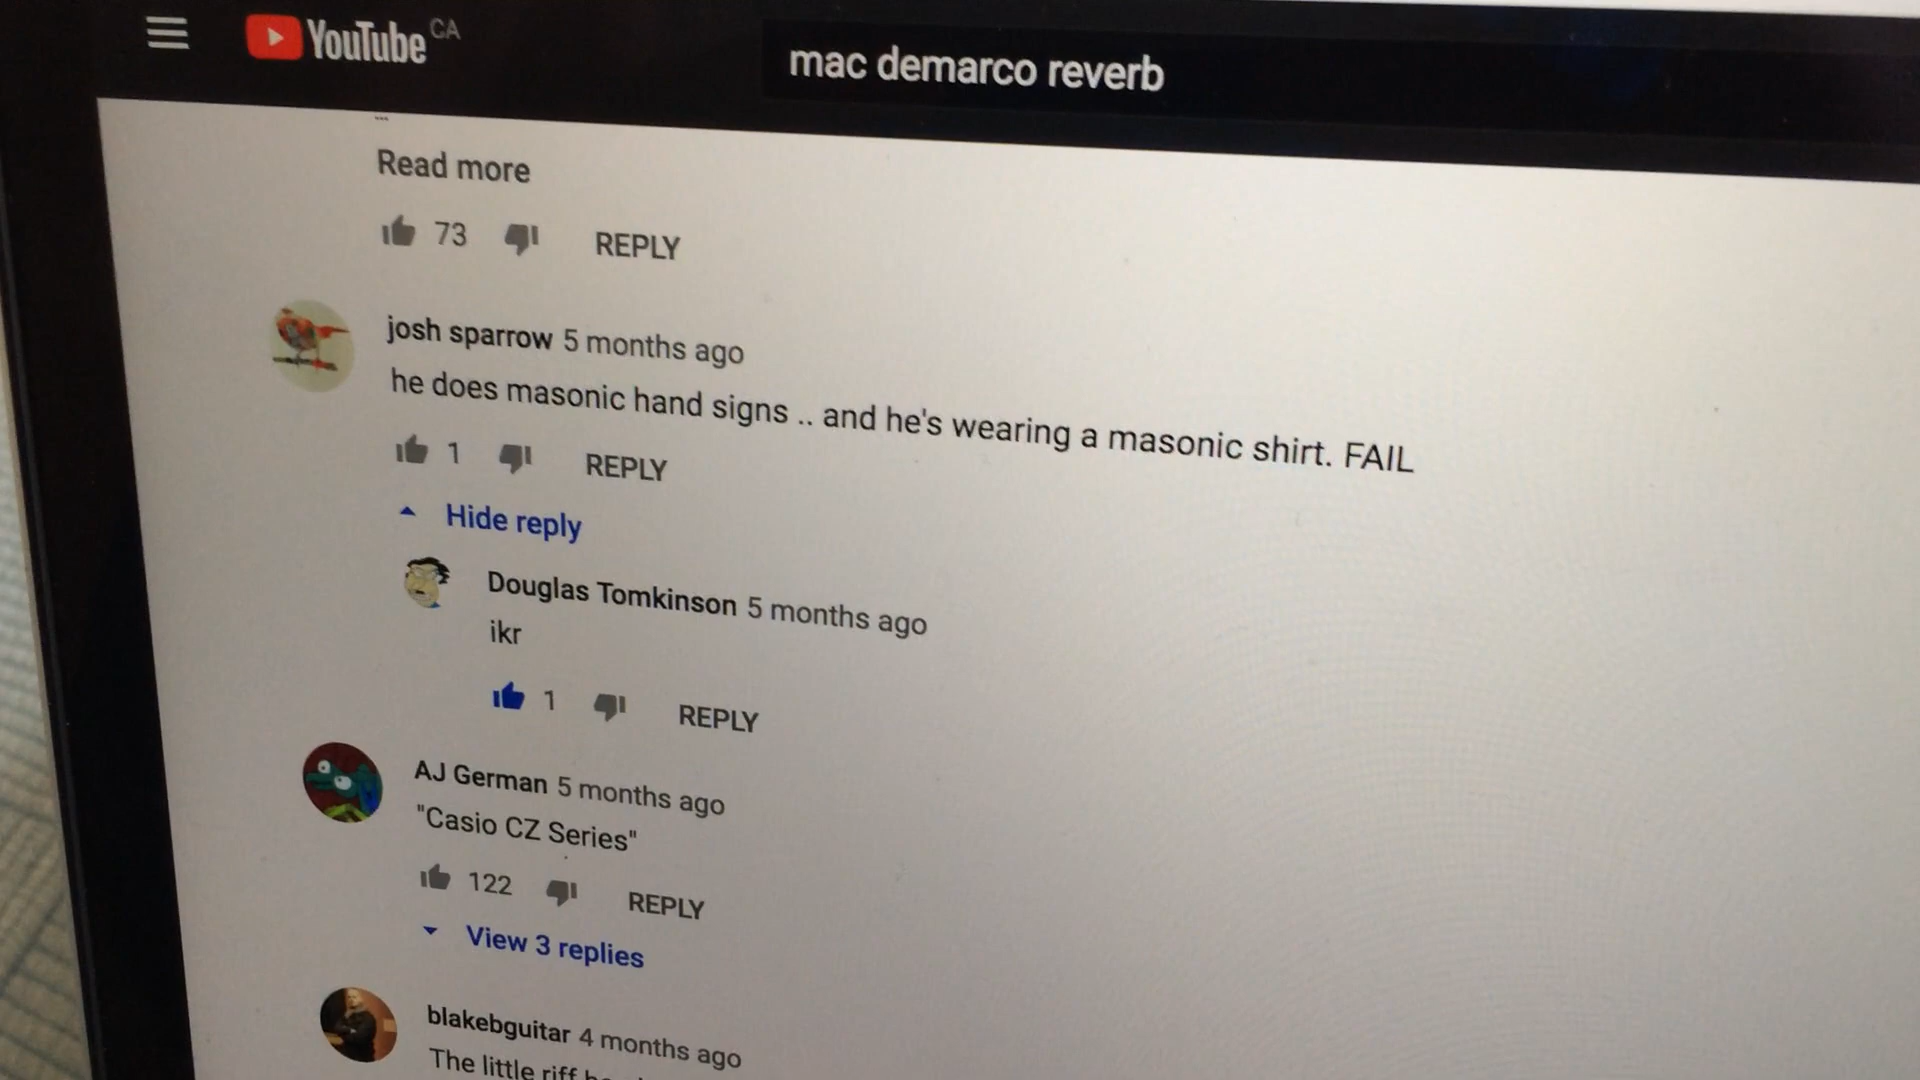 YouTube CA
mac demarco reverb
...
Read more
73 REPLY
josh sparrow 5 months ago
he does masonic hand signs .. and he's wearing a masonic shirt. FAIL
1 REPLY
Hide reply
Douglas Tomkinson 5 months ago
ikr
1 REPLY
AJ German 5 months ago
"Casio CZ Series"
122 REPLY
View 3 replies
blakebguitar 4 months ago
The little riff